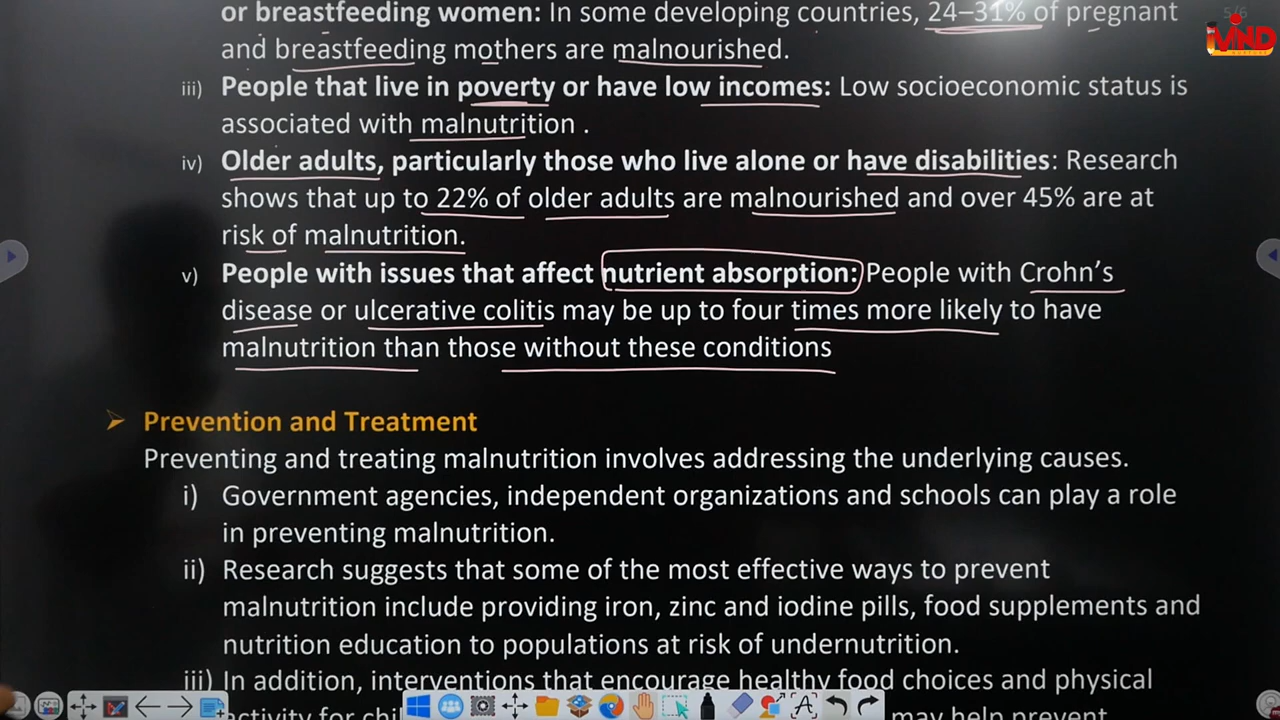 or breastfeeding women: In some developing countries, 24–31% of pregnant
5/6
and breastfeeding mothers are malnourished.
iii) People that live in poverty or have low incomes: Low socioeconomic status is
associated with malnutrition .
iv) Older adults, particularly those who live alone or have disabilities: Research
shows that up to 22% of older adults are malnourished and over 45% are at
risk of malnutrition.
v) People with issues that affect nutrient absorption: People with Crohn’s
disease or ulcerative colitis may be up to four times more likely to have
malnutrition than those without these conditions
➢ Prevention and Treatment
Preventing and treating malnutrition involves addressing the underlying causes.
i) Government agencies, independent organizations and schools can play a role
in preventing malnutrition.
ii) Research suggests that some of the most effective ways to prevent
malnutrition include providing iron, zinc and iodine pills, food supplements and
nutrition education to populations at risk of undernutrition.
iii) In addition, interventions that encourage healthy food choices and physical
activity for chil may help prevent